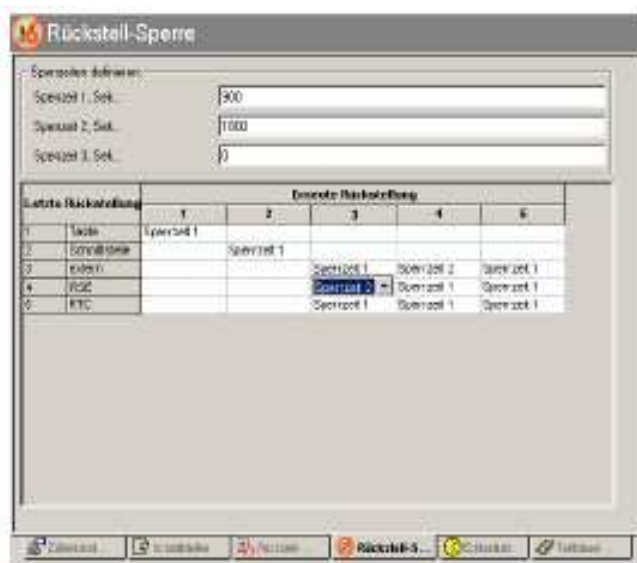 Rückstell-Sperre
Sperrzeiten definieren
Sperrzeit 1, Sek...
900
Sperrzeit 2, Sek...
1000
Sperrzeit 3, Sek...
0
Letzte Rückstellung
Erneute Rückstellung
1 2 3 4 5
1 Taste Sperrzeit 1
2 Schnittstelle Sperrzeit 1
3 extern Sperrzeit 1 Sperrzeit 2 Sperrzeit 1
4 RSE Sperrzeit 2 Sperrzeit 1 Sperrzeit 1
5 RTC Sperrzeit 1 Sperrzeit 1 Sperrzeit 1
Rückstell-S...